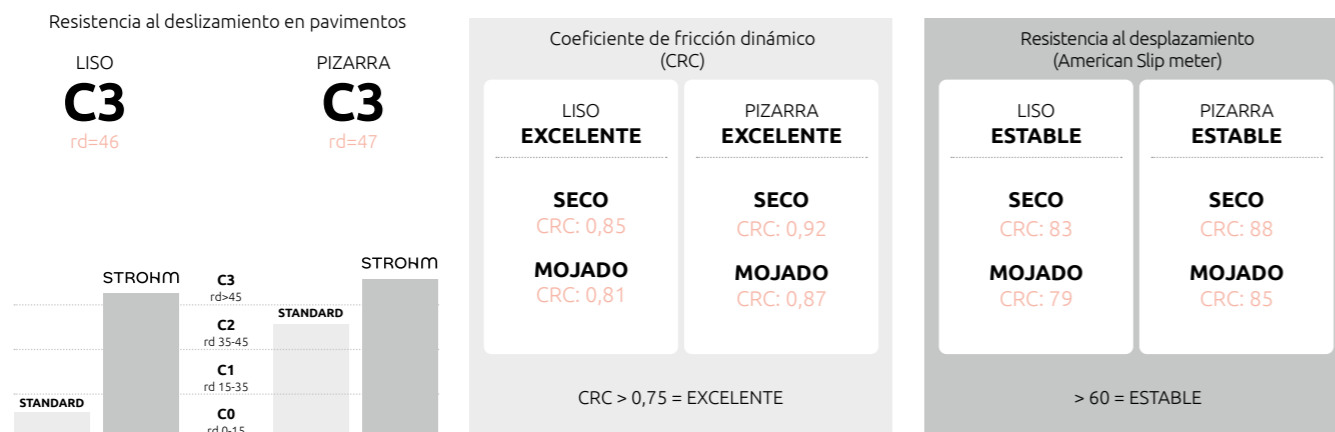 Resistencia al deslizamiento en pavimentos
LISO
C3
rd=46
PIZARRA
C3
rd=47
STROHM
STROHM
C3
rd>45
STANDARD
C2
rd 35-45
C1
rd 15-35
STANDARD
C0
rd 0-15
Coeficiente de fricción dinámico
(CRC)
LISO
EXCELENTE
SECO
CRC: 0,85
MOJADO
CRC: 0,81
PIZARRA
EXCELENTE
SECO
CRC: 0,92
MOJADO
CRC: 0,87
CRC > 0,75 = EXCELENTE
Resistencia al desplazamiento
(American Slip meter)
LISO
ESTABLE
SECO
CRC: 83
MOJADO
CRC: 79
PIZARRA
ESTABLE
SECO
CRC: 88
MOJADO
CRC: 85
> 60 = ESTABLE